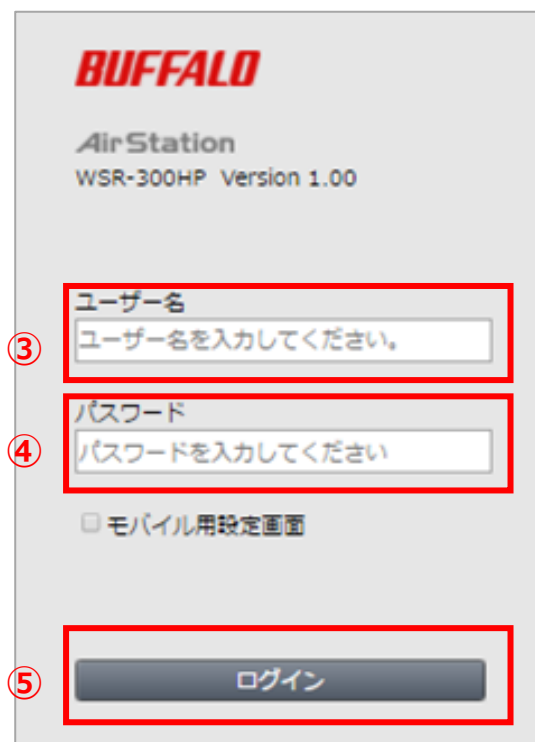 BUFFALO
AirStation
WSR-300HP Version 1.00
ユーザー名
③
ユーザー名を入力してください。
パスワード
④
パスワードを入力してください
モバイル用設定画面
⑤
ログイン